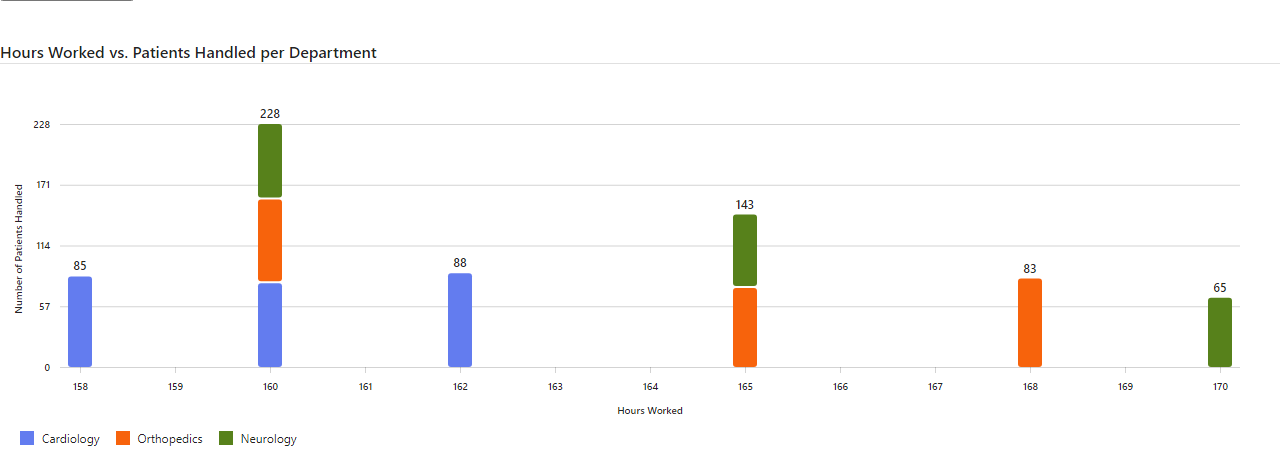 Hours Worked vs. Patients Handled per Department
228
228
171
143
114
88
85
83
65
57
0
Number of Patients Handled
158 159 160 161 162 163 164 165 166 167 168 169 170
Hours Worked
Cardiology Orthopedics Neurology